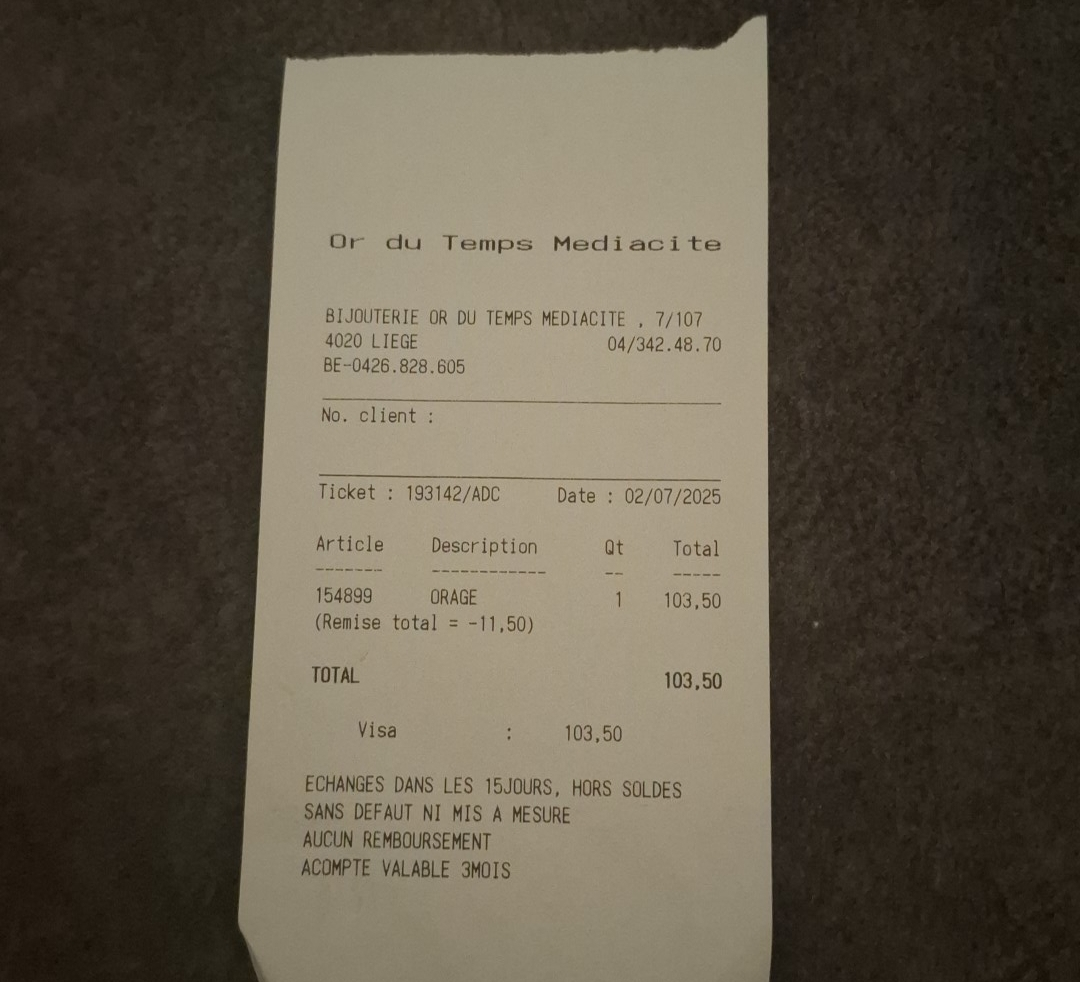 Or du Temps Mediacite
BIJOUTERIE OR DU TEMPS MEDIACITE , 7/107
4020 LIEGE 04/342.48.70
BE-0426.828.605
No. client :
Ticket : 193142/ADC Date : 02/07/2025
Article Description Qt Total
------- ------------ -- -----
154899 ORAGE 1 103,50
(Remise total = -11,50)
TOTAL 103,50
Visa : 103,50
ECHANGES DANS LES 15JOURS, HORS SOLDES
SANS DEFAUT NI MIS A MESURE
AUCUN REMBOURSEMENT
ACOMPTE VALABLE 3MOIS